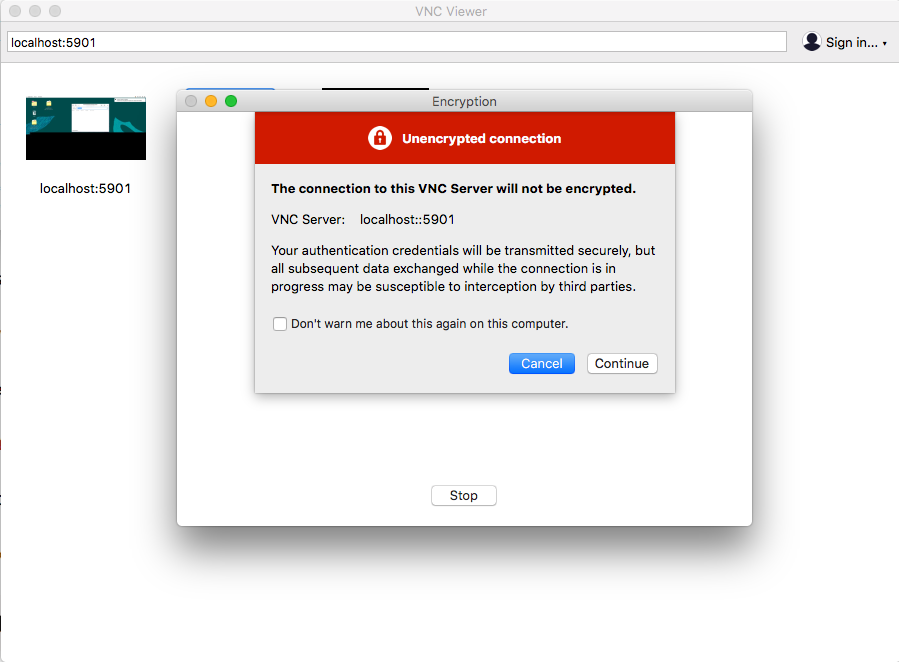 VNC Viewer
localhost:5901
Sign in...
localhost:5901
Encryption
Unencrypted connection
The connection to this VNC Server will not be encrypted.
VNC Server: localhost::5901
Your authentication credentials will be transmitted securely, but
all subsequent data exchanged while the connection is in
progress may be susceptible to interception by third parties.
Don't warn me about this again on this computer.
Cancel Continue
Stop